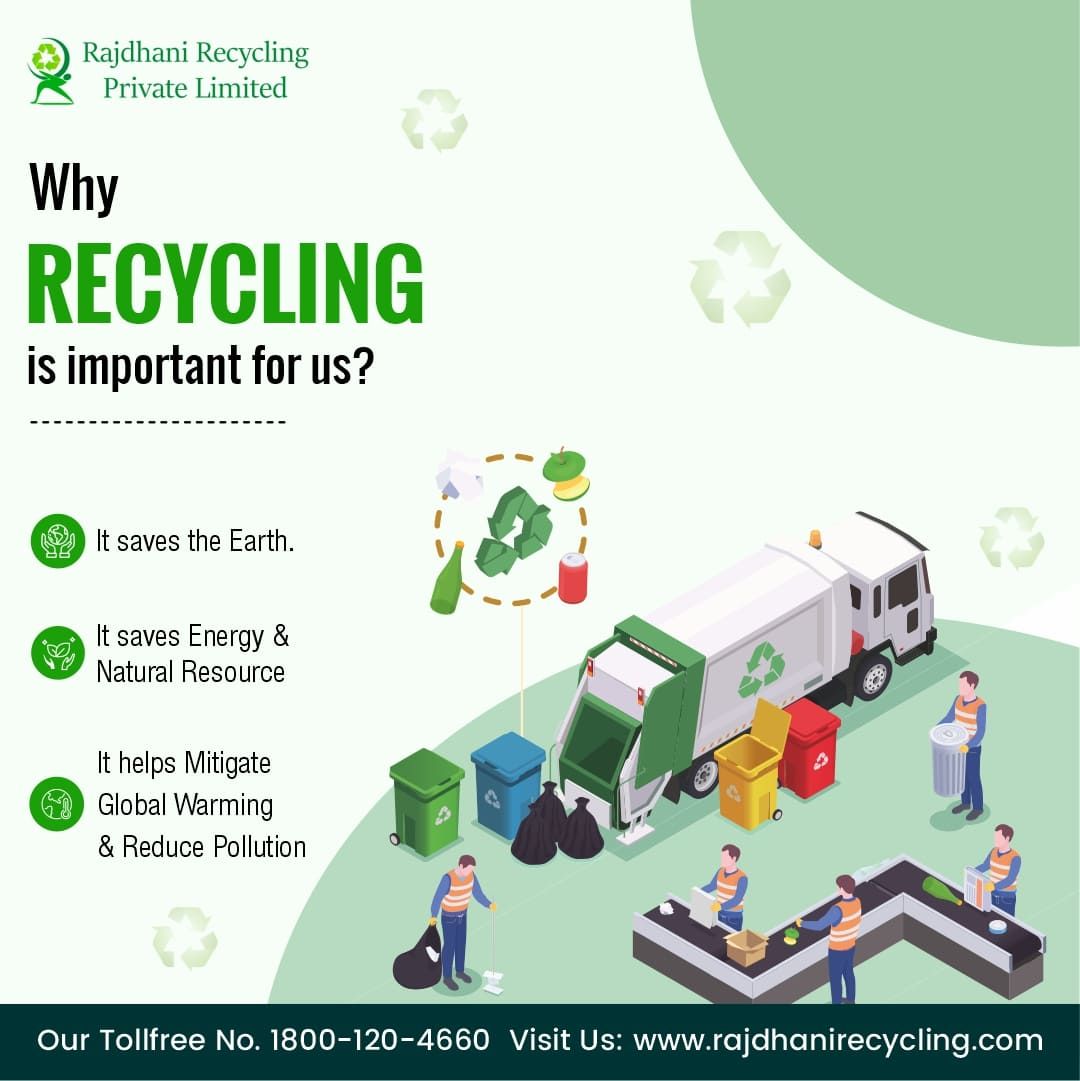 Rajdhani Recycling
Private Limited
Why
RECYCLING
is important for us?
It saves the Earth.
It saves Energy &
Natural Resource
It helps Mitigate
Global Warming
& Reduce Pollution
Our Tollfree No. 1800-120-4660 Visit Us: www.rajdhanirecycling.com